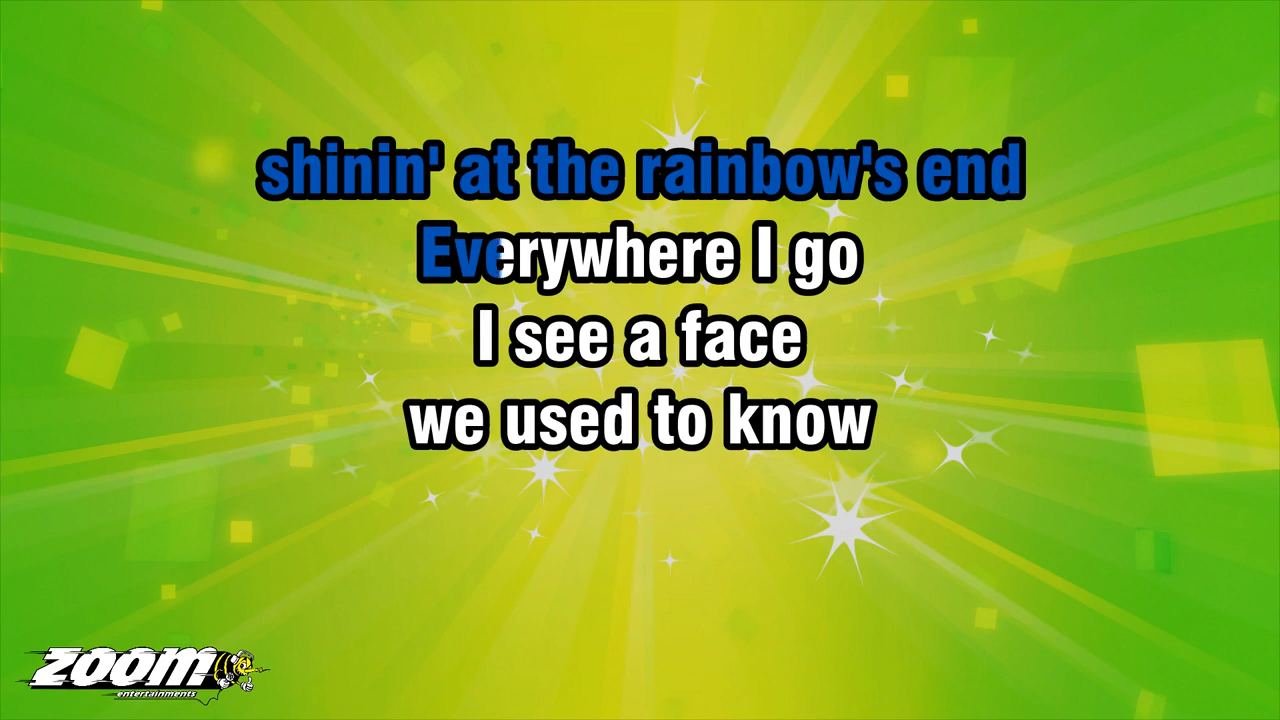 shinin' at the rainbow's end
Everywhere I go
I see a face
we used to know
ZOOM
entertainments